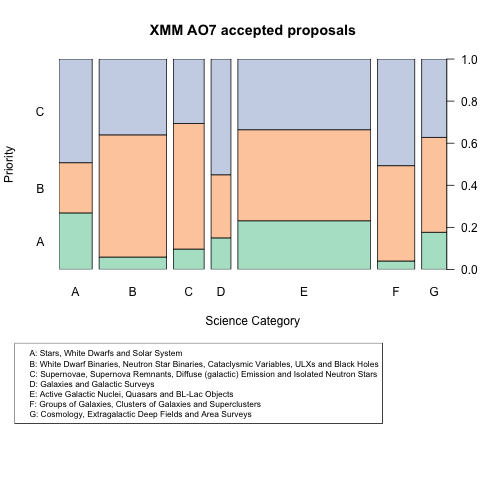 XMM AO7 accepted proposals
1.0
0.8
0.6
0.4
0.2
0.0
C
B
A
Priority
A B C D E F G
Science Category
A: Stars, White Dwarfs and Solar System
B: White Dwarf Binaries, Neutron Star Binaries, Cataclysmic Variables, ULXs and Black Holes
C: Supernovae, Supernova Remnants, Diffuse (galactic) Emission and Isolated Neutron Stars
D: Galaxies and Galactic Surveys
E: Active Galactic Nuclei, Quasars and BL-Lac Objects
F: Groups of Galaxies, Clusters of Galaxies and Superclusters
G: Cosmology, Extragalactic Deep Fields and Area Surveys